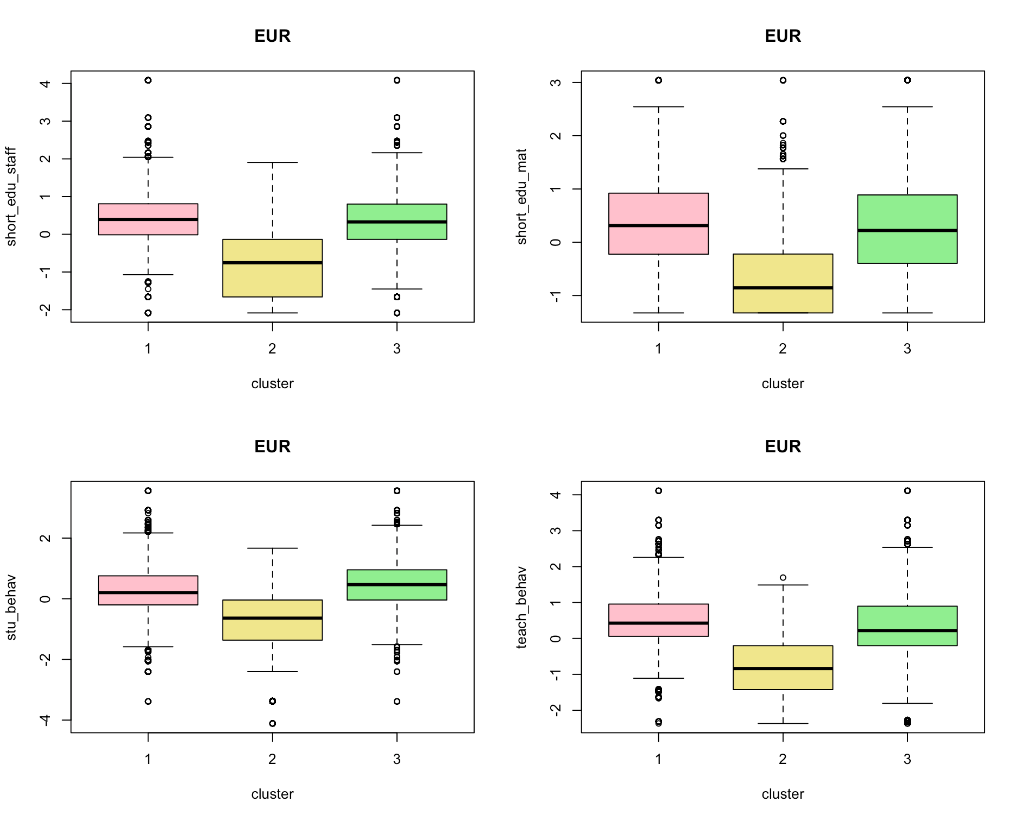 EUR
short_edu_staff
4
3
2
1
0
-1
-2
1 2 3
cluster
EUR
short_edu_mat
3
2
1
0
-1
1 2 3
cluster
EUR
stu_behav
2
0
-2
-4
1 2 3
cluster
EUR
teach_behav
4
3
2
1
0
-1
-2
1 2 3
cluster